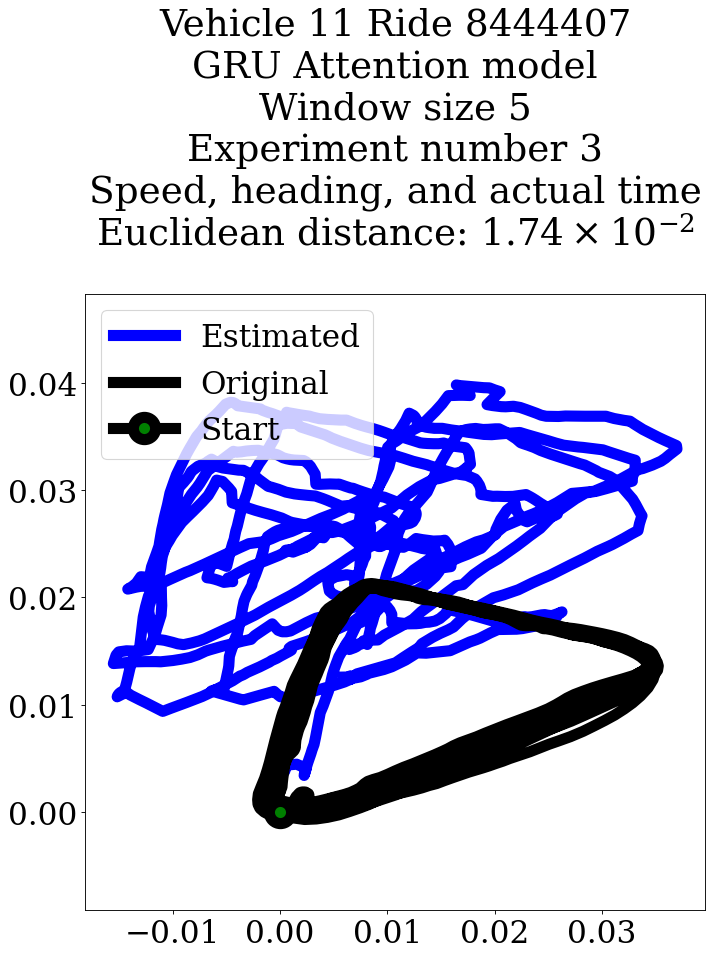 Vehicle 11 Ride 8444407
GRU Attention model
Window size 5
Experiment number 3
Speed, heading, and actual time
Euclidean distance: 1.74 × 10⁻²
Estimated
Original
Start
0.04
0.03
0.02
0.01
0.00
−0.01 0.00 0.01 0.02 0.03